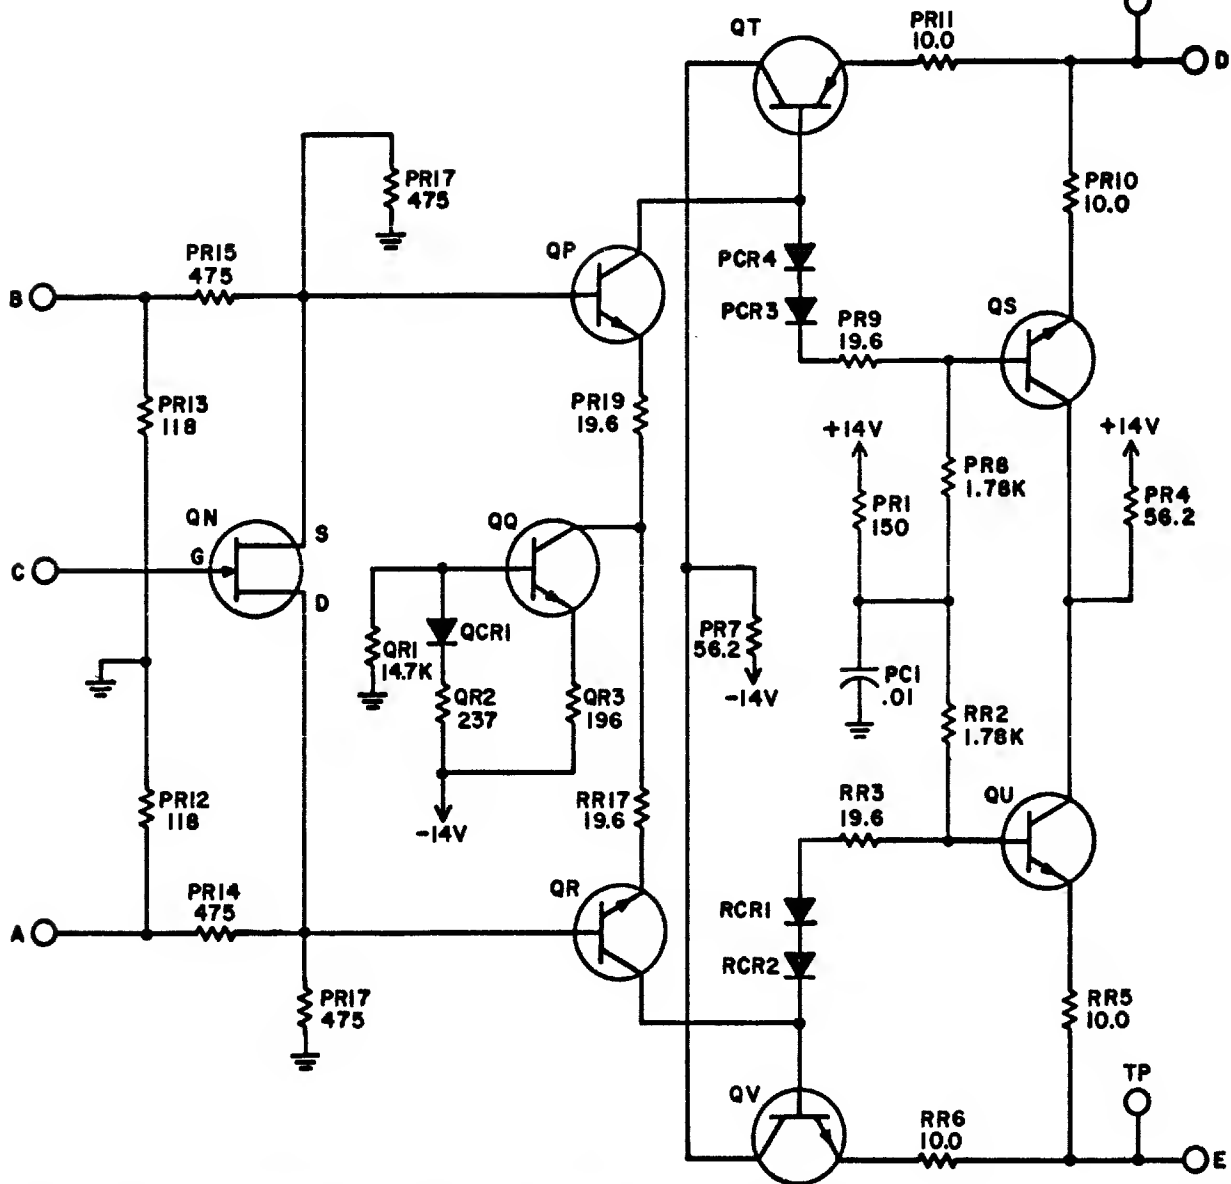 QT
PR11
10.0
D
PR17
475
PR10
10.0
PR15
475
QP
PCR4
PCR3
B
PR9
19.6
QS
PR13
118
PR19
19.6
+14V
+14V
PR8
1.78K
PR1
150
PR4
56.2
QN
S
G
QQ
C
D
QCR1
QR1
14.7K
PR7
56.2
QR2
237
QR3
196
PC1
.01
-14V
RR2
1.78K
PR12
118
RR17
19.6
RR3
19.6
QU
-14V
PR14
475
QR
RCR1
A
RCR2
PR17
475
RR5
10.0
TP
QV
RR6
10.0
E